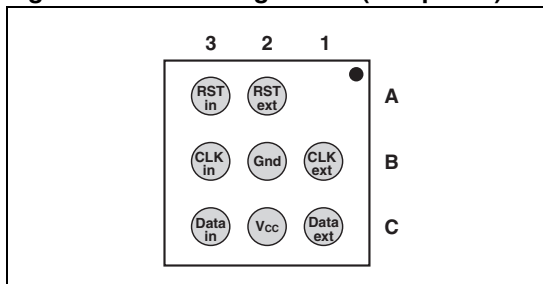 3 2 1
RST in RST ext A
CLK in Gnd CLK ext B
Data in Vcc Data ext C